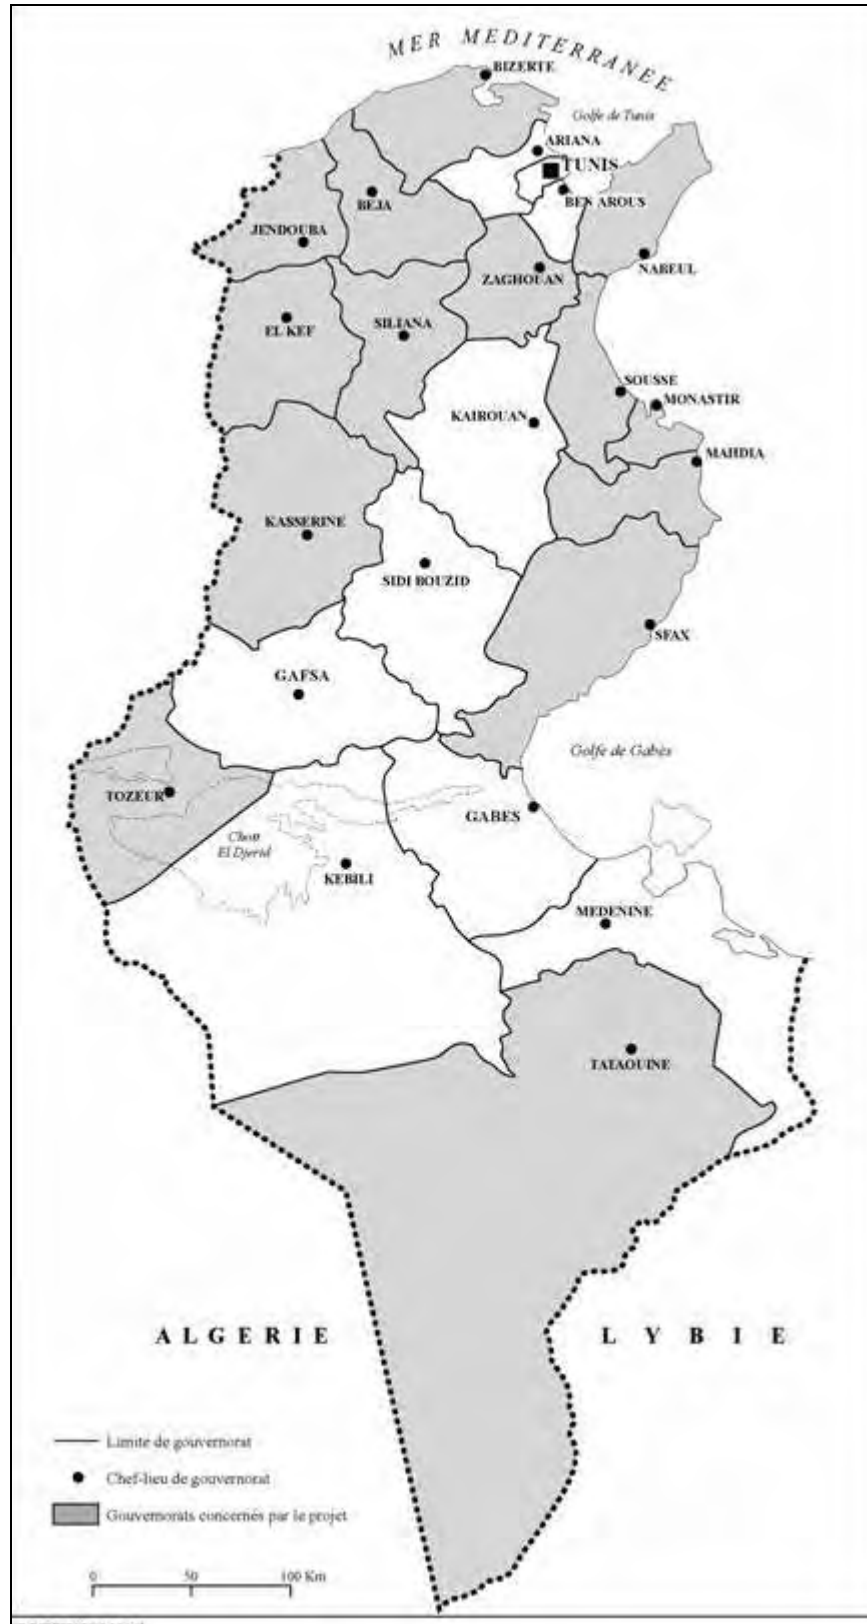 MER MEDITERRANEE
BIZERTE
Golfe de Tunis
ARIANA
TUNIS
BEN AROUS
BEJA
JENDOUBA
NABEUL
ZAGHOUAN
EL KEF
SILIANA
SOUSSE
MONASTIR
KAIROUAN
MAHDIA
KASSERINE
SIDI BOUZID
SFAX
GAFSA
Golfe de Gabès
TOZEUR
GABES
Chott
El Djerid
KEBILI
MEDENINE
TATAOUINE
ALGERIE
LYBIE
Limite de gouvernorat
Chef-lieu de gouvernorat
Gouvernorats concernés par le projet
0 50 100 Km